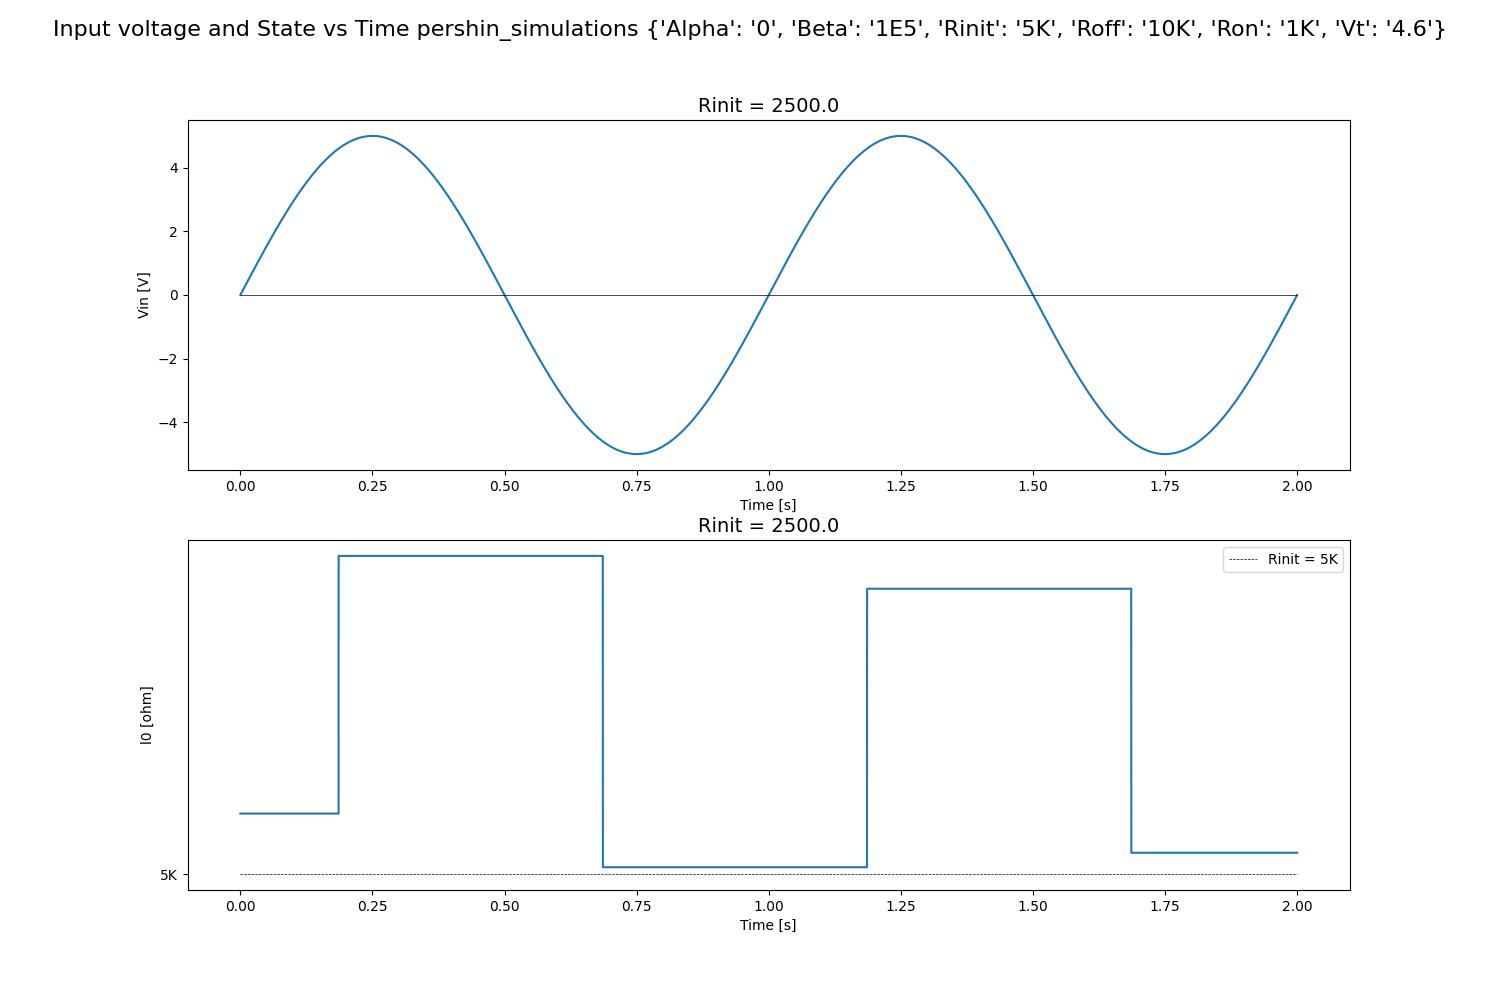 Input voltage and State vs Time pershin_simulations {'Alpha': '0', 'Beta': '1E5', 'Rinit': '5K', 'Roff': '10K', 'Ron': '1K', 'Vt': '4.6'}
Rinit = 2500.0
4
2
0
−2
−4
Vin [V]
0.00 0.25 0.50 0.75 1.00 1.25 1.50 1.75 2.00
Time [s]
Rinit = 2500.0
Rinit = 5K
l0 [ohm]
5K
0.00 0.25 0.50 0.75 1.00 1.25 1.50 1.75 2.00
Time [s]